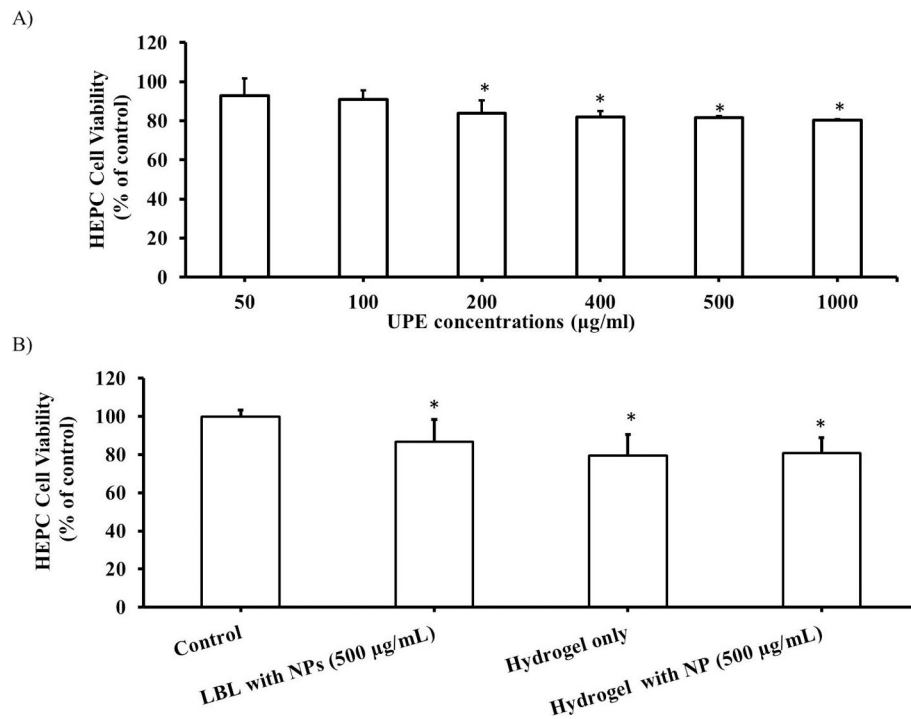 A)
HEPC Cell Viability
(% of control)
120
100
80
60
40
20
0
* * * *
50 100 200 400 500 1000
UPE concentrations (µg/ml)
B)
HEPC Cell Viability
(% of control)
120
100
80
60
40
20
0
* * *
Control
LBL with NPs (500 µg/mL)
Hydrogel only
Hydrogel with NP (500 µg/mL)